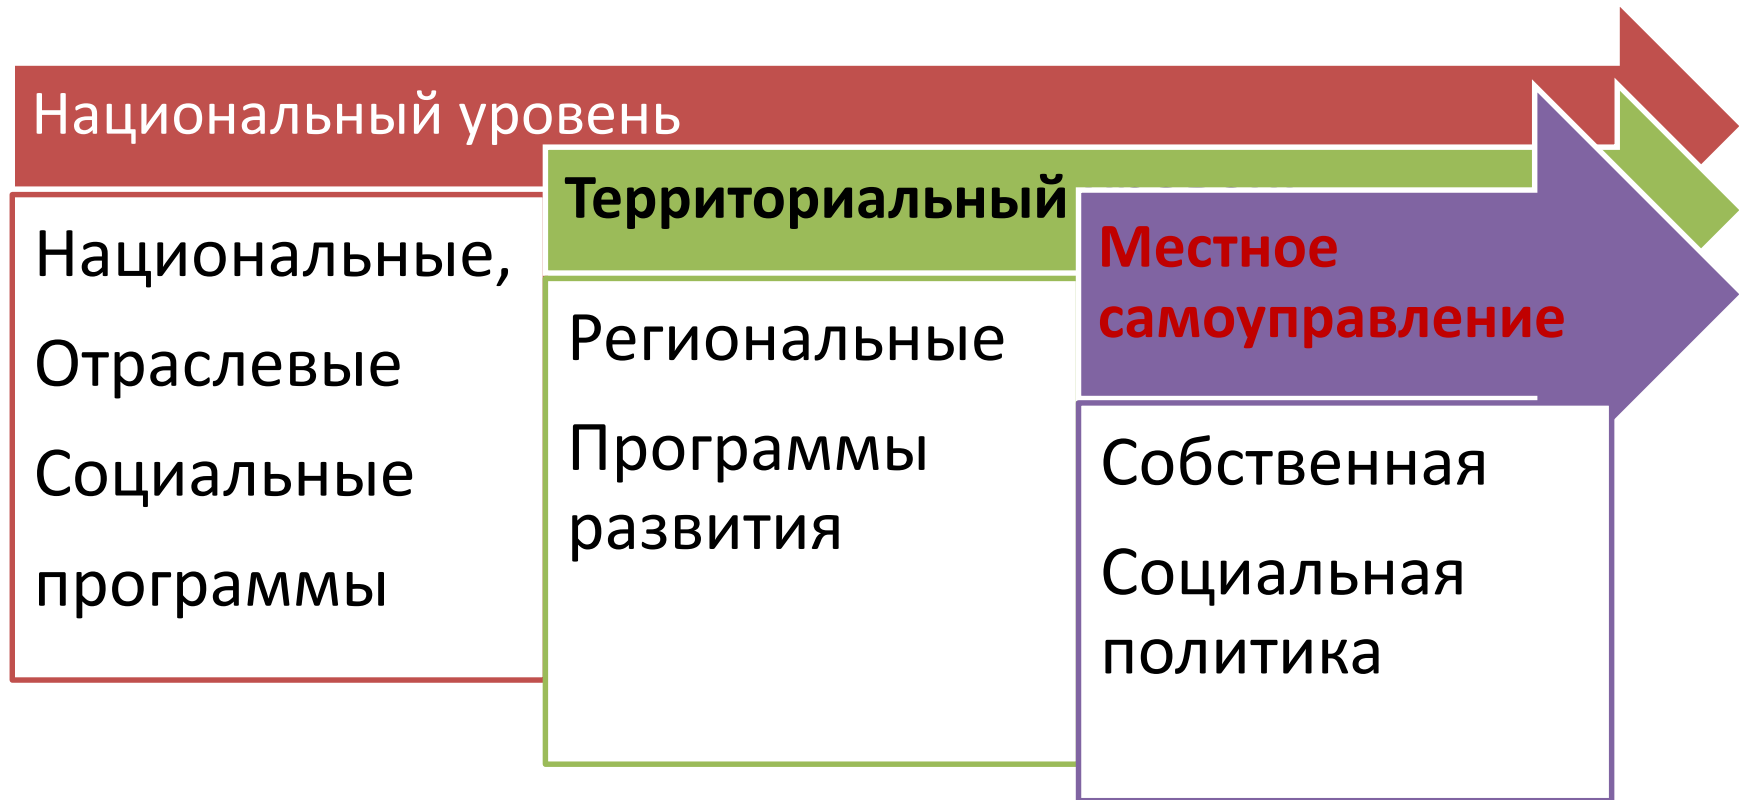 Национальный уровень
Национальные,
Отраслевые
Социальные
программы
Территориальный
Региональные
Программы
развития
Местное
самоуправление
Собственная
Социальная
политика